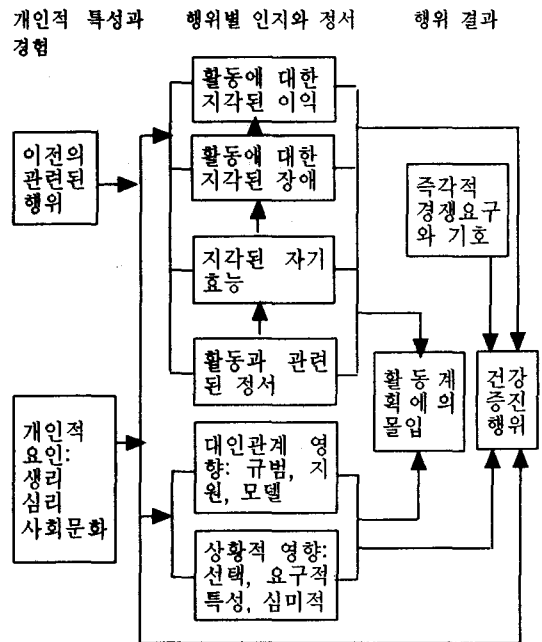 개인적 특성과
경험
행위별 인지와 정서
행위 결과
이전의
관련된
행위
개인적
요인:
생리
심리
사회문화
활동에 대한
지각된 이익
활동에 대한
지각된 장애
지각된 자기
효능
활동과 관련
된 정서
대인관계 영
향: 규범, 지
원, 모델
상황적 영향:
선택, 요구적
특성, 심미적
즉각적
경쟁요구
와 기호
활동계
획에의
몰입
건강
증진
행위